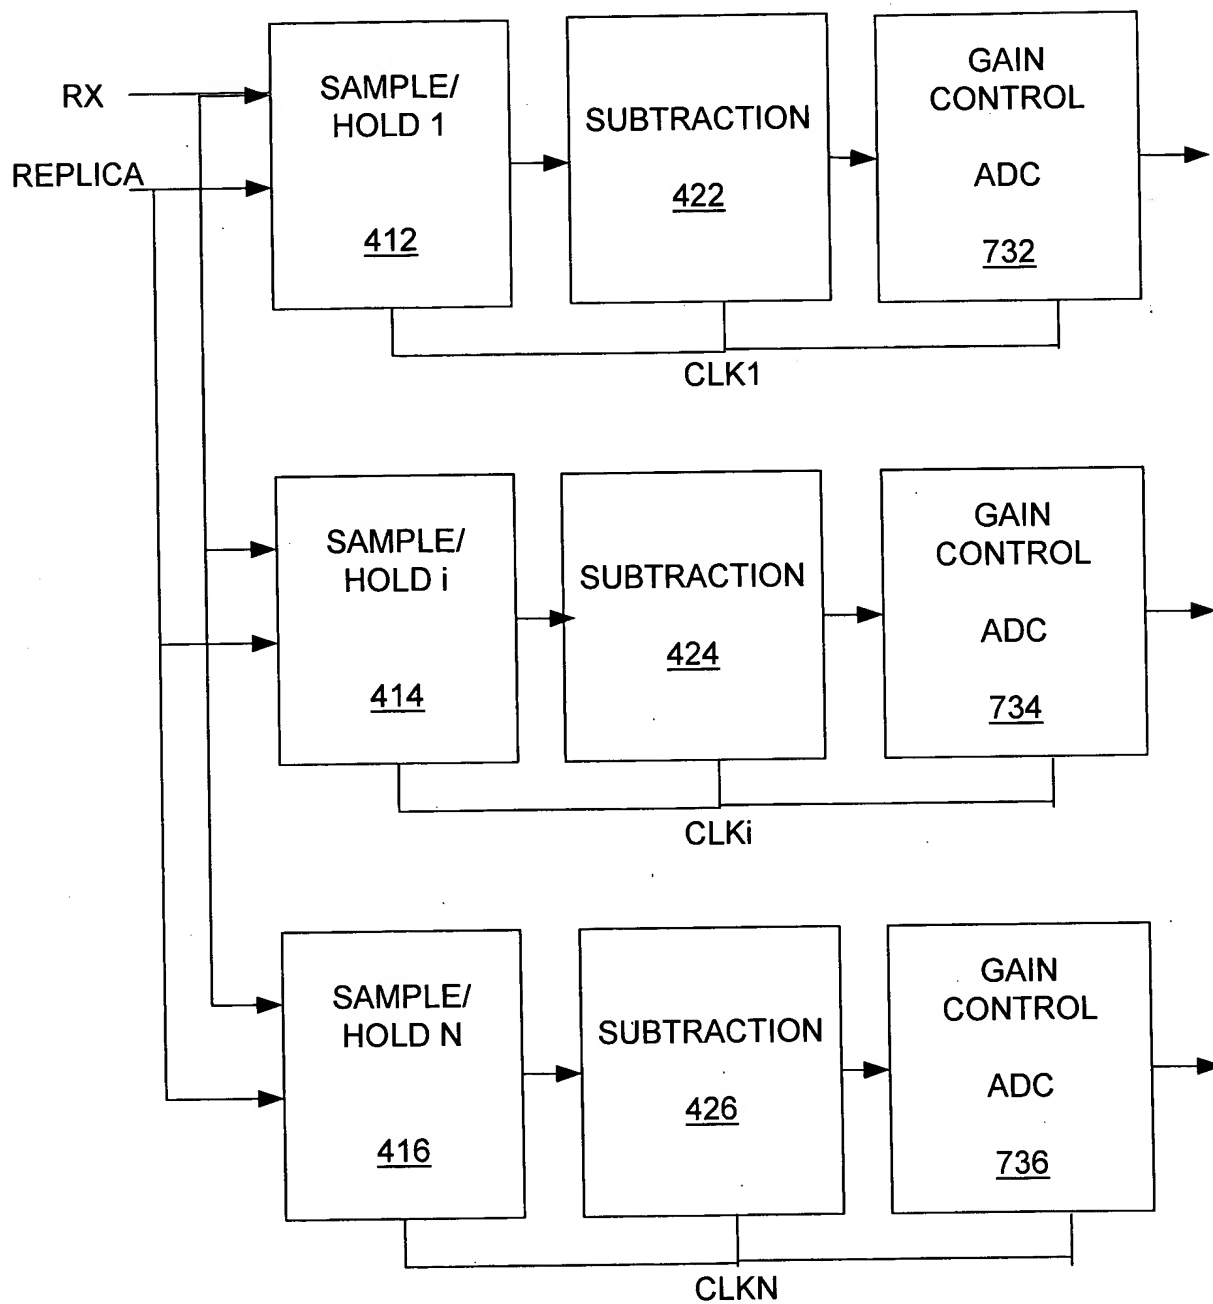 RX
REPLICA
SAMPLE/
HOLD 1
412
SUBTRACTION
422
GAIN
CONTROL
ADC
732
CLK1
SAMPLE/
HOLD i
414
SUBTRACTION
424
GAIN
CONTROL
ADC
734
CLKi
SAMPLE/
HOLD N
416
SUBTRACTION
426
GAIN
CONTROL
ADC
736
CLKN